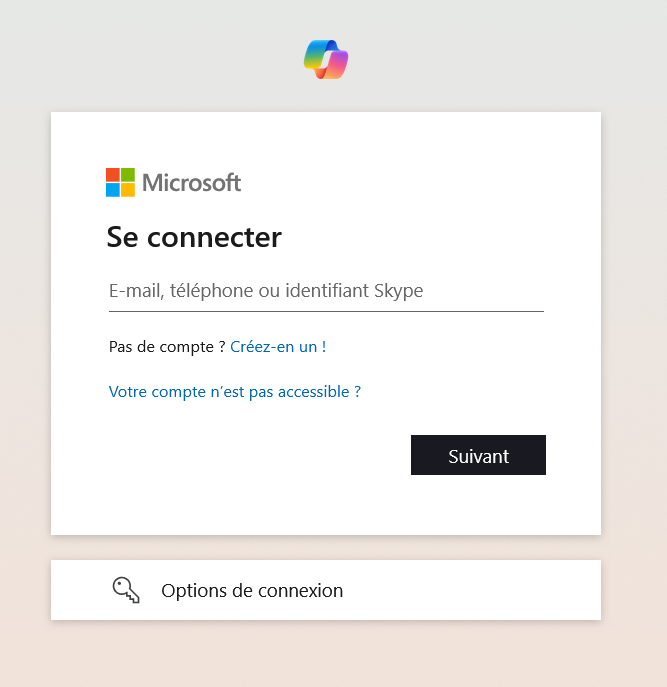 Microsoft
Se connecter
E-mail, téléphone ou identifiant Skype
Pas de compte ? Créez-en un !
Votre compte n’est pas accessible ?
Suivant
Options de connexion